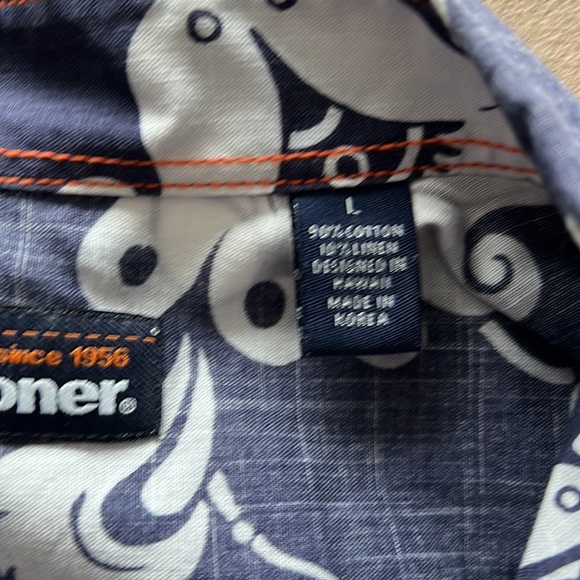 L
90% COTTON
10% LINEN
DESIGNED IN
HAWAII
MADE IN
KOREA
since 1956
oner®